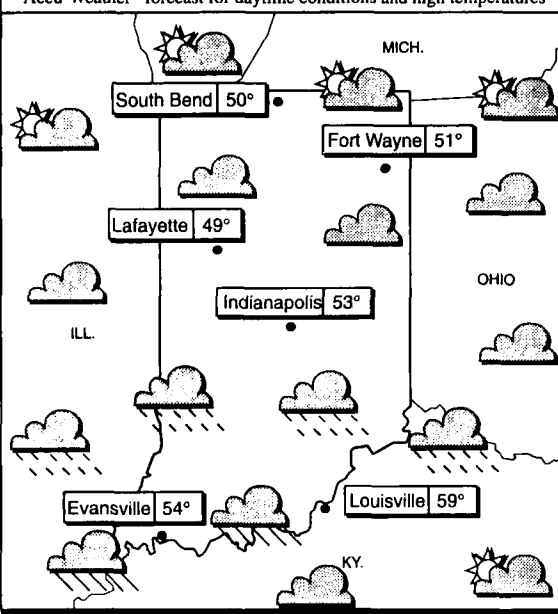 Accu-Weather® forecast for daytime conditions and high temperatures
MICH.
South Bend 50°
Fort Wayne 51°
Lafayette 49°
OHIO
Indianapolis 53°
ILL.
Evansville 54°
Louisville 59°
KY.